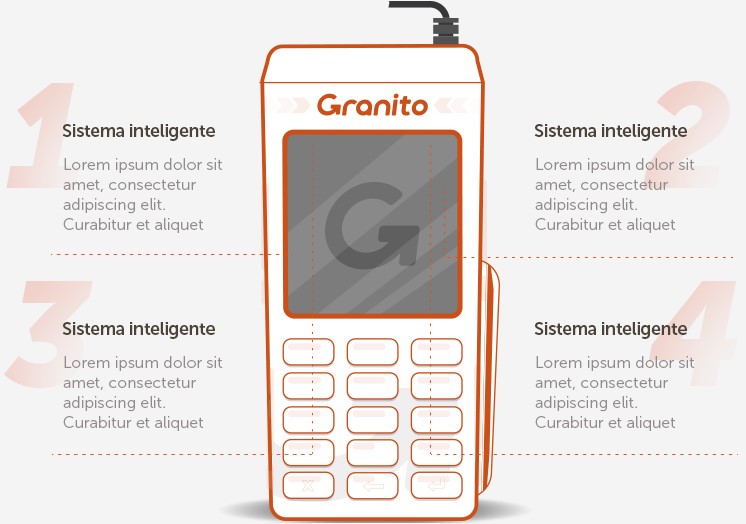 Granito
G
1
Sistema inteligente
Lorem ipsum dolor sit
amet, consectetur
adipiscing elit.
Curabitur et aliquet
2
Sistema inteligente
Lorem ipsum dolor sit
amet, consectetur
adipiscing elit.
Curabitur et aliquet
3
Sistema inteligente
Lorem ipsum dolor sit
amet, consectetur
adipiscing elit.
Curabitur et aliquet
4
Sistema inteligente
Lorem ipsum dolor sit
amet, consectetur
adipiscing elit.
Curabitur et aliquet
X